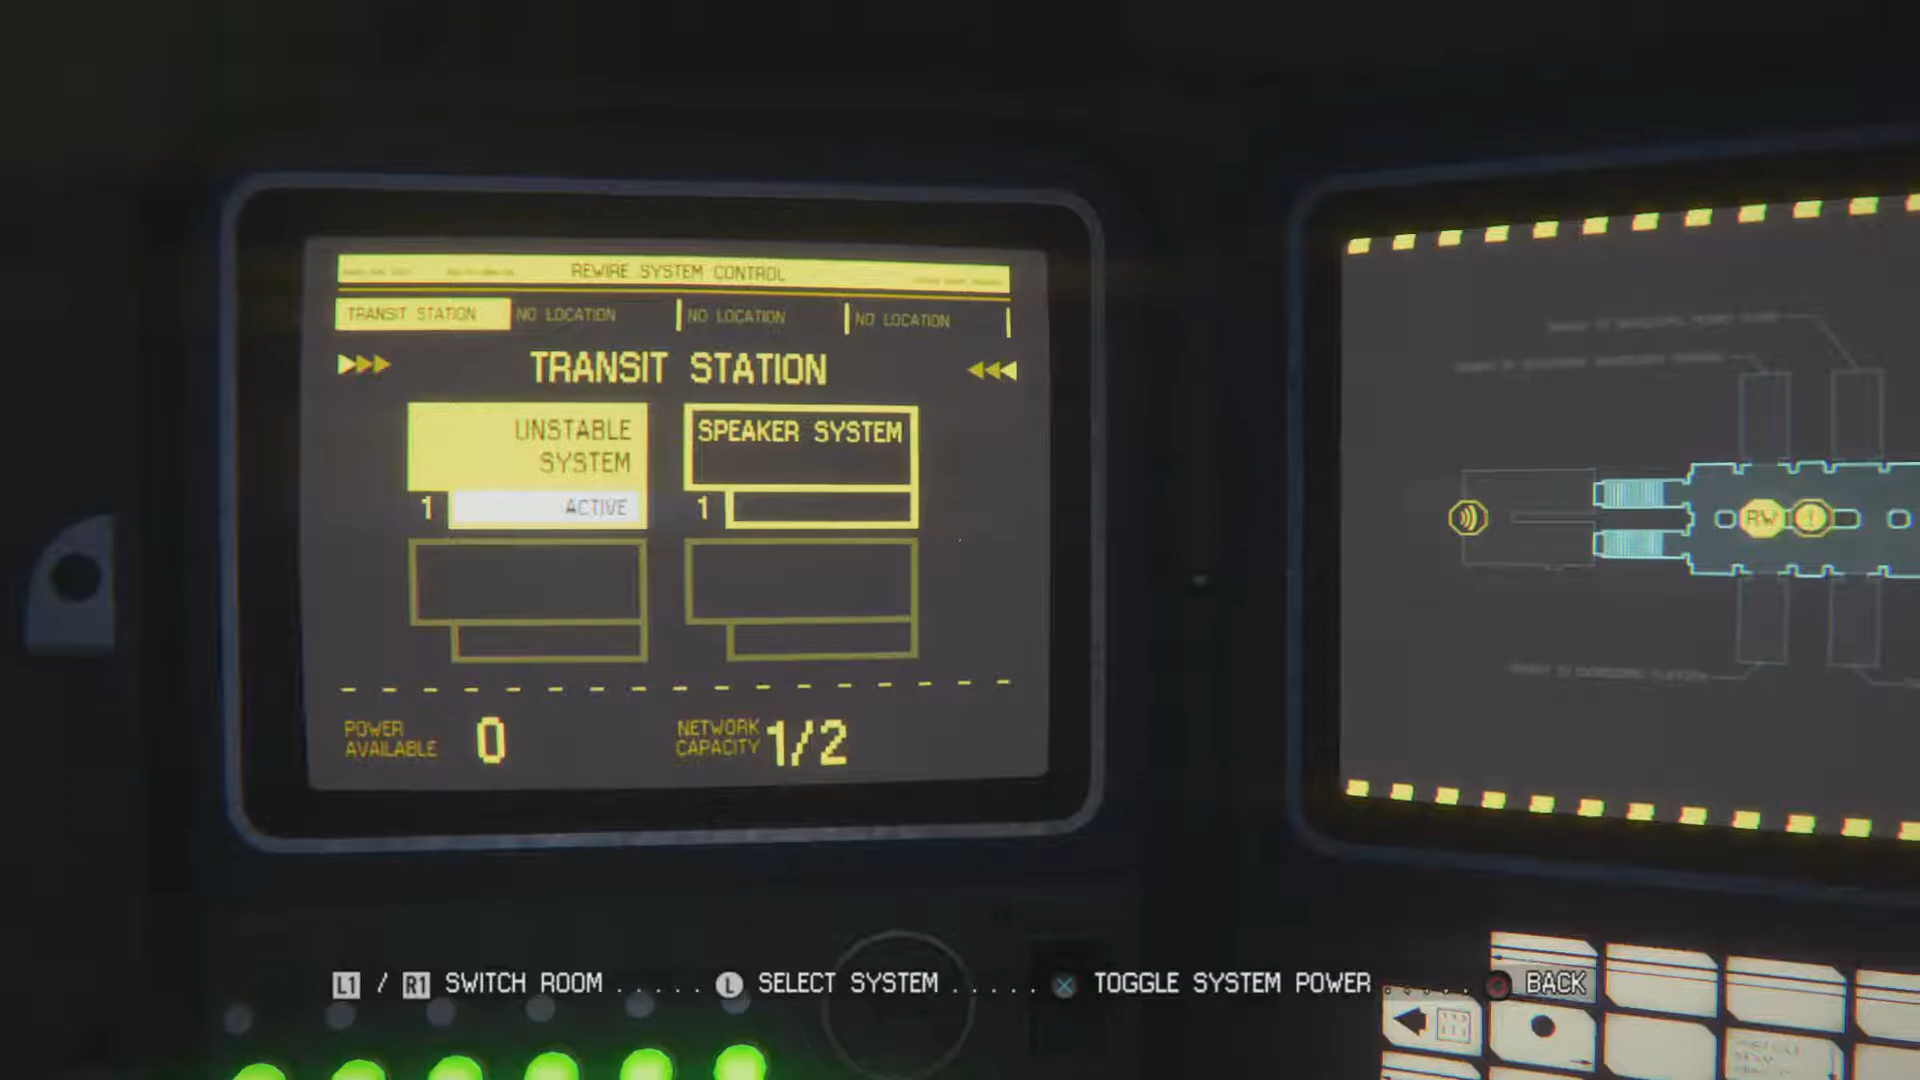 REWIRE SYSTEM CONTROL
TRANSIT STATION NO LOCATION NO LOCATION NO LOCATION
TRANSIT STATION
UNSTABLE
SYSTEM
1 ACTIVE
SPEAKER SYSTEM
1
POWER
AVAILABLE 0
NETWORK
CAPACITY 1/2
RW !
L1 / R1 SWITCH ROOM ..... L SELECT SYSTEM ..... X TOGGLE SYSTEM POWER ..... BACK